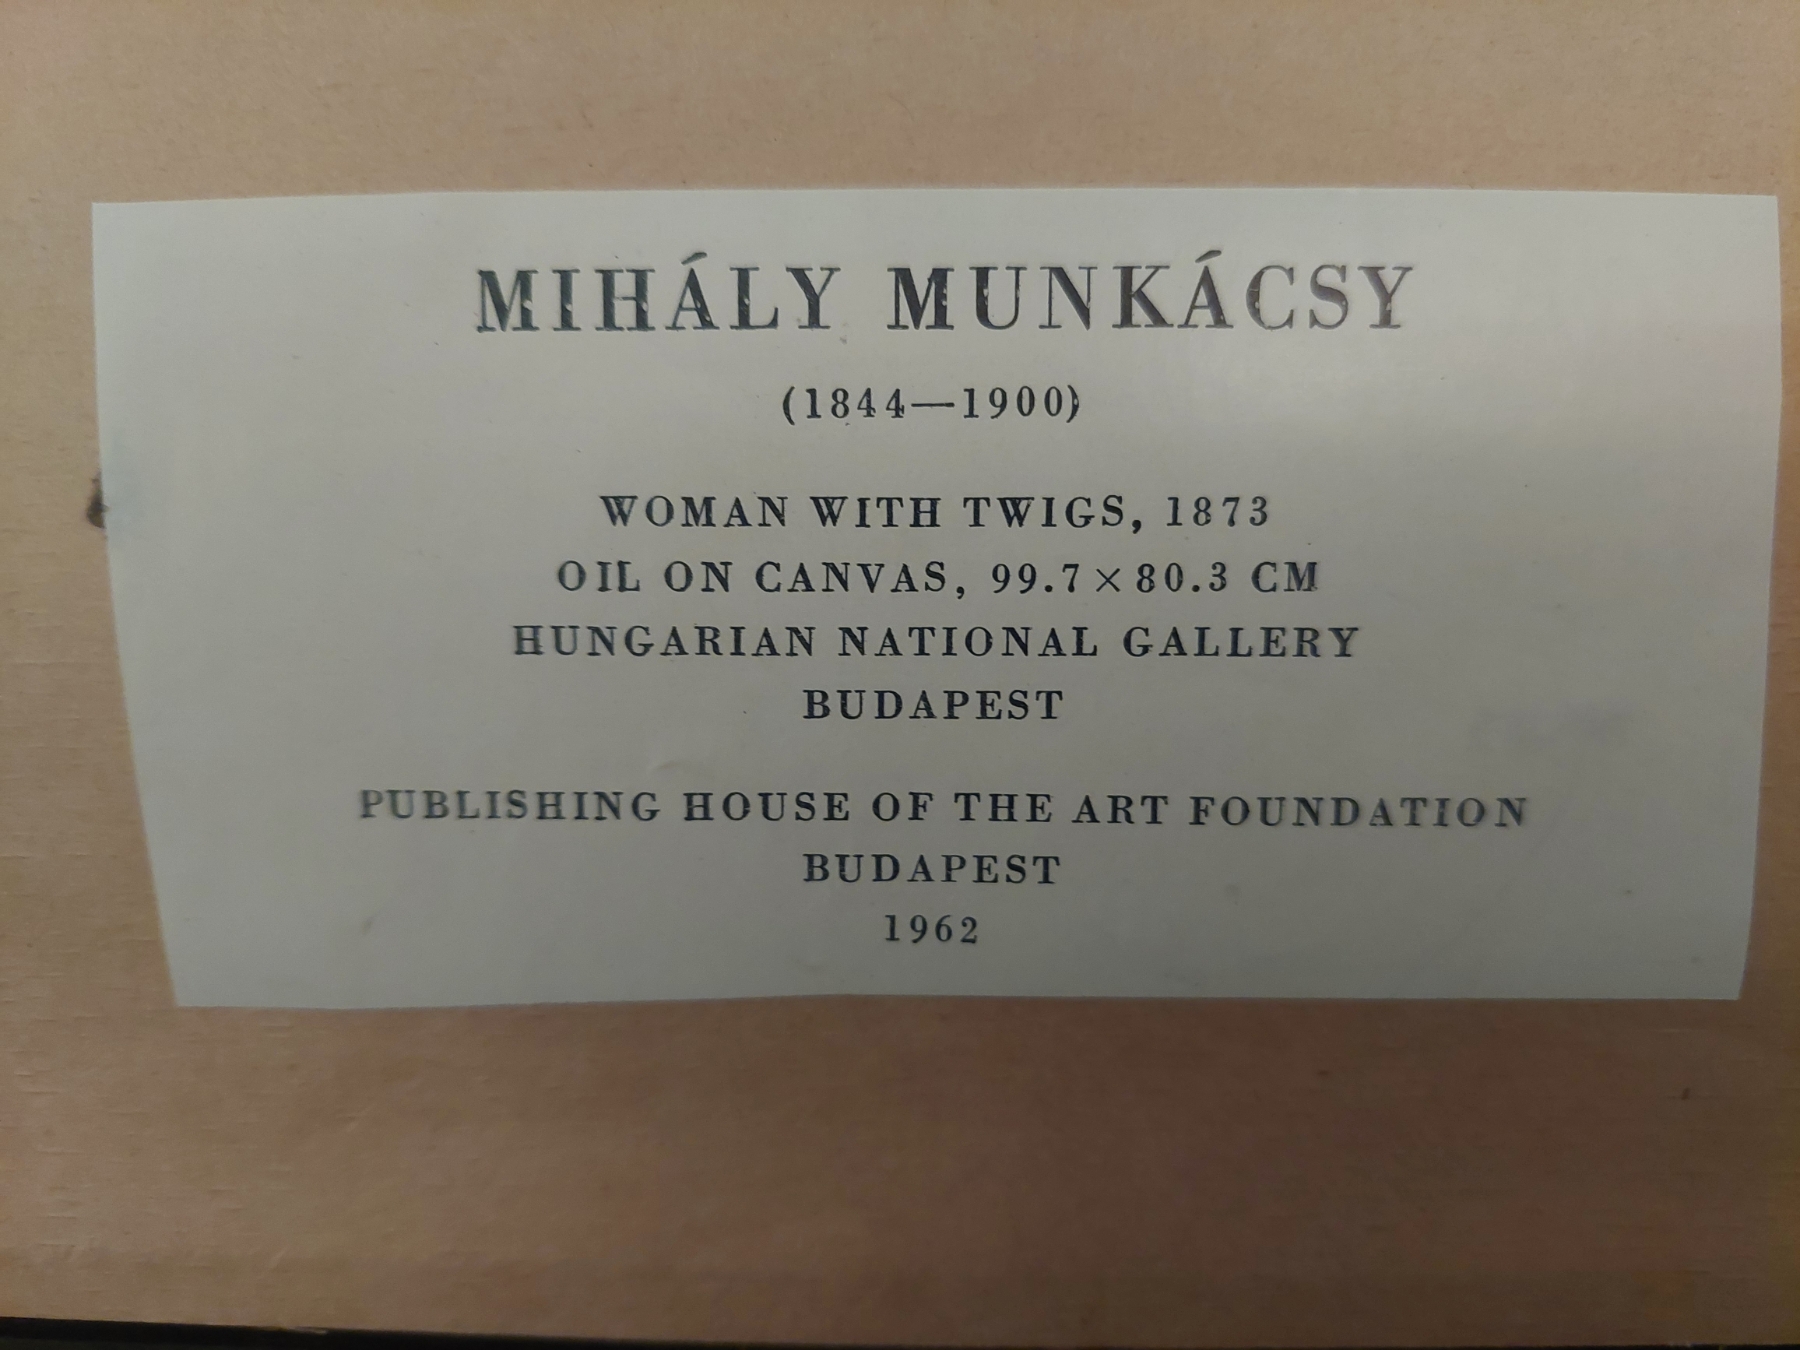 MIHÁLY MUNKÁCSY
(1844—1900)
WOMAN WITH TWIGS, 1873
OIL ON CANVAS, 99.7 × 80.3 CM
HUNGARIAN NATIONAL GALLERY
BUDAPEST
PUBLISHING HOUSE OF THE ART FOUNDATION
BUDAPEST
1962